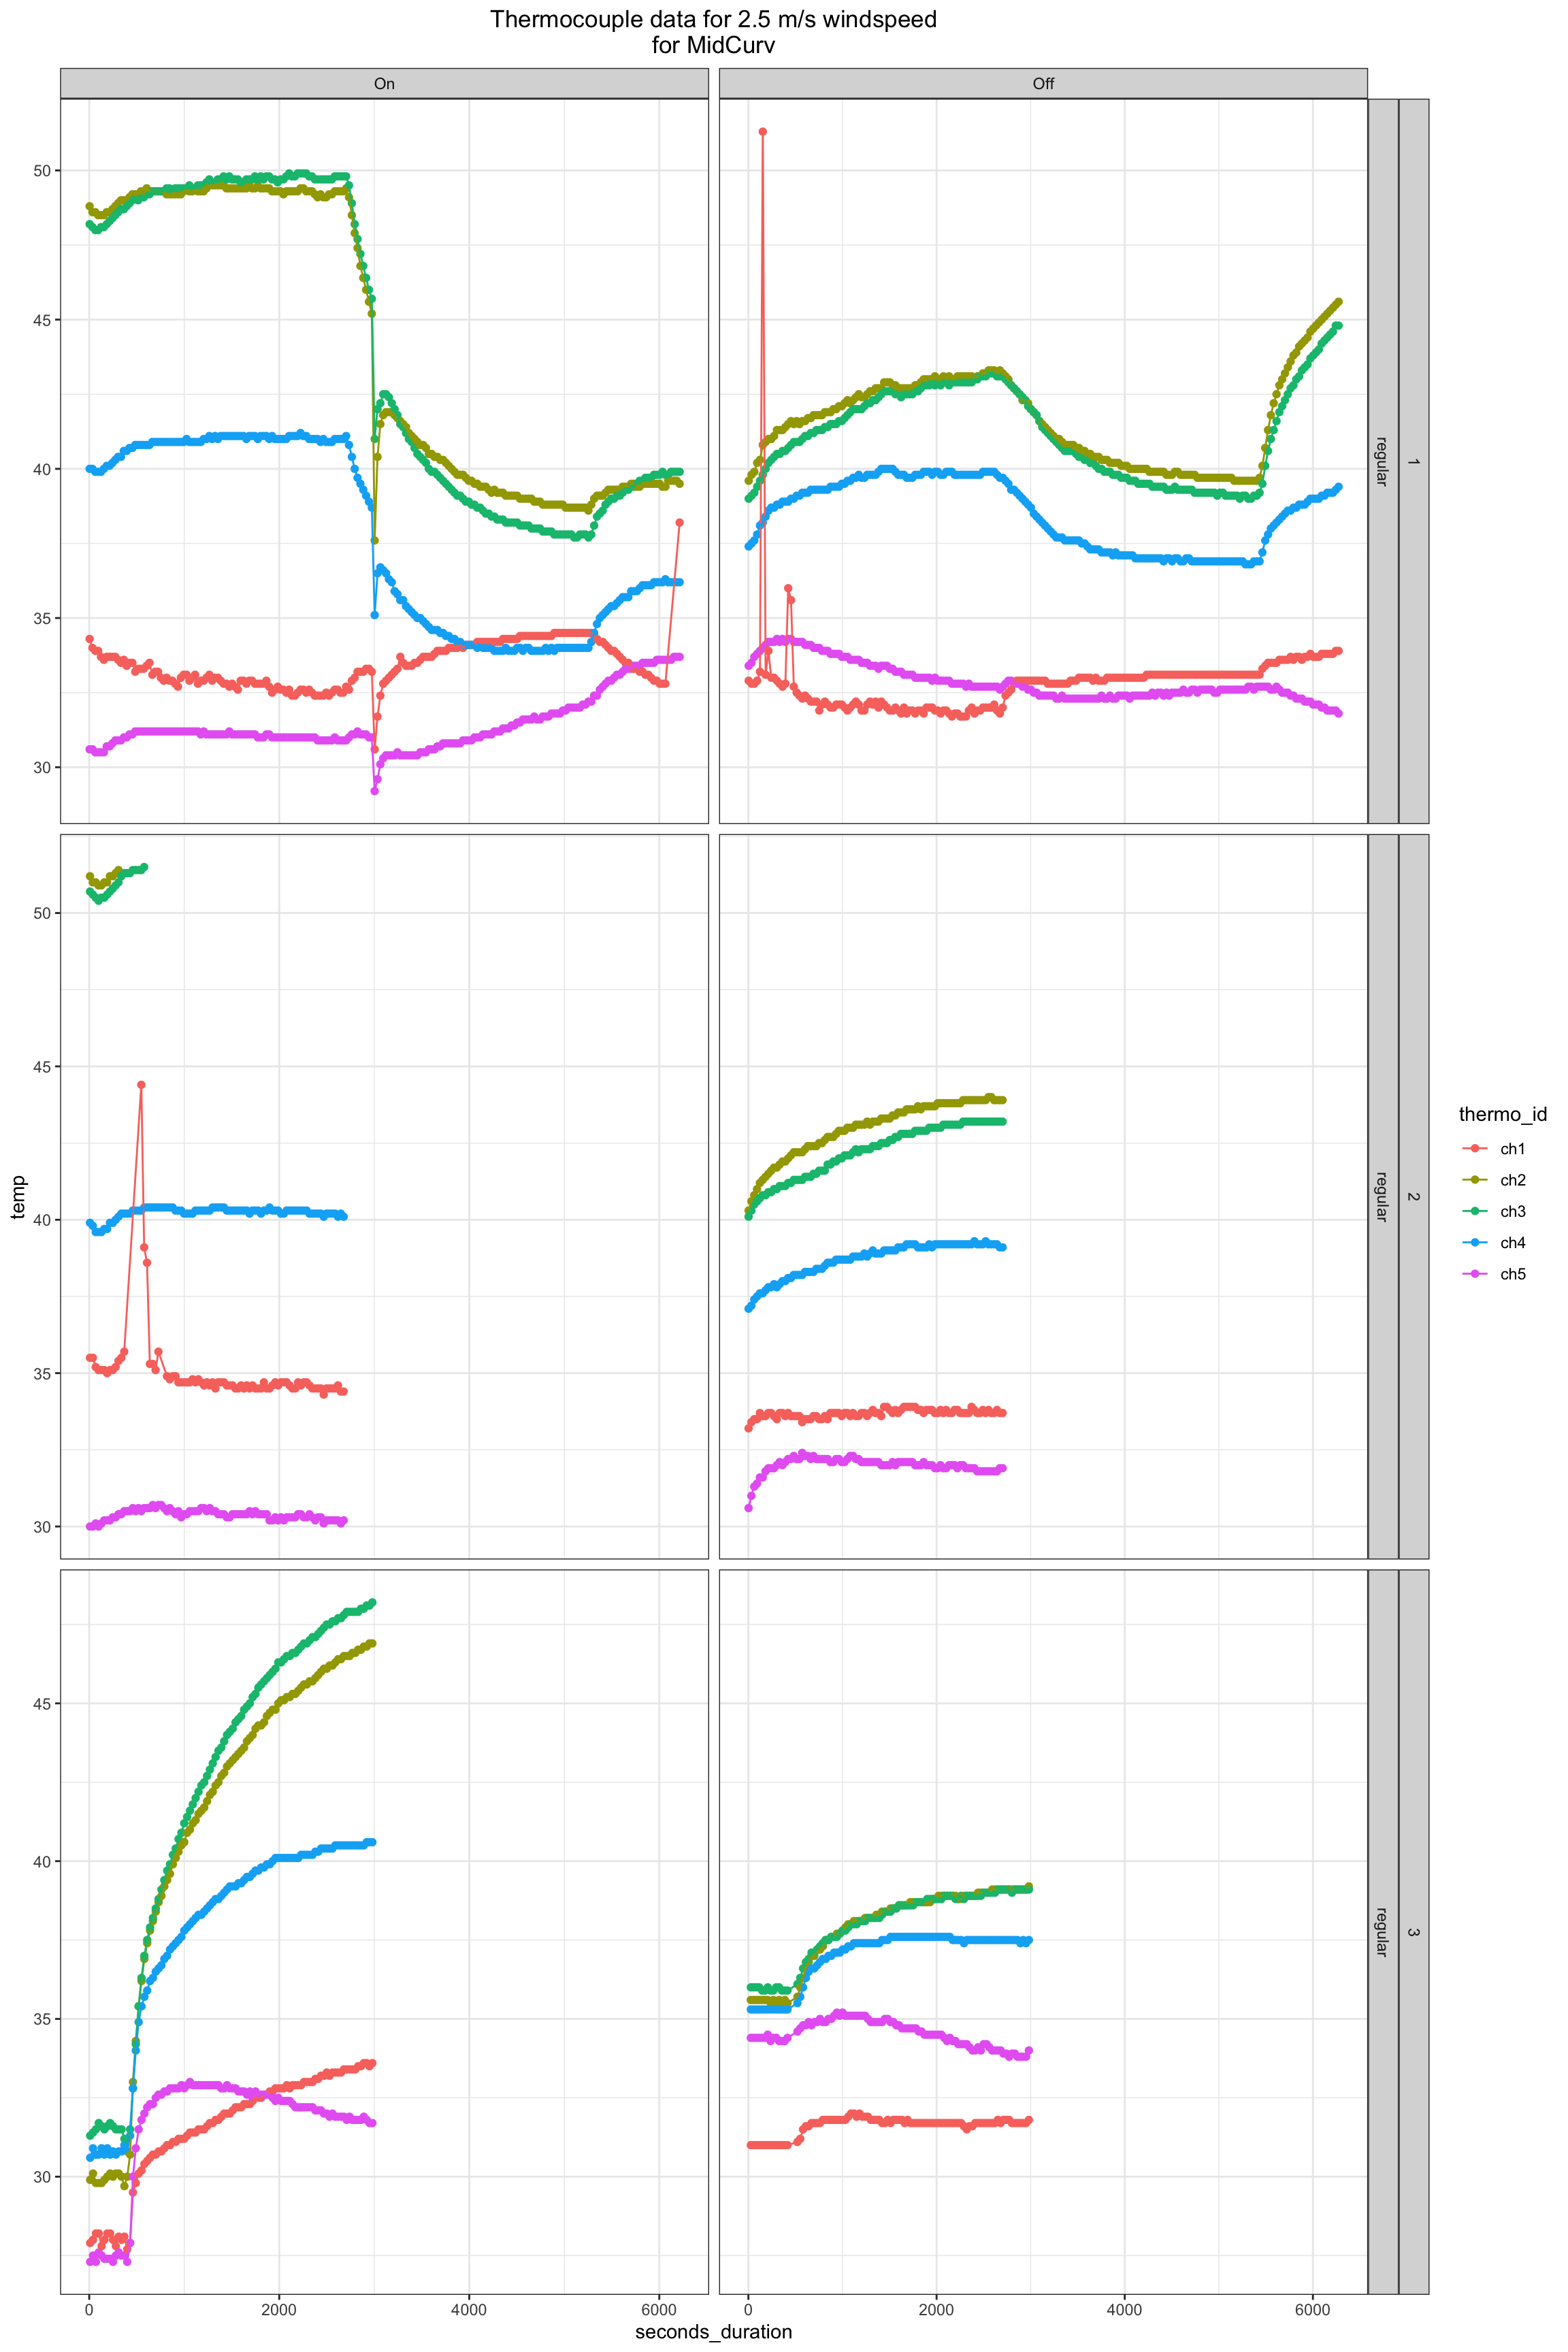 Thermocouple data for 2.5 m/s windspeed
for MidCurv
On
Off
50
45
40
35
30
regular
1
50
45
40
35
30
regular
2
45
40
35
30
regular
3
0
2000
4000
6000
0
2000
4000
6000
seconds_duration
temp
thermo_id
ch1
ch2
ch3
ch4
ch5